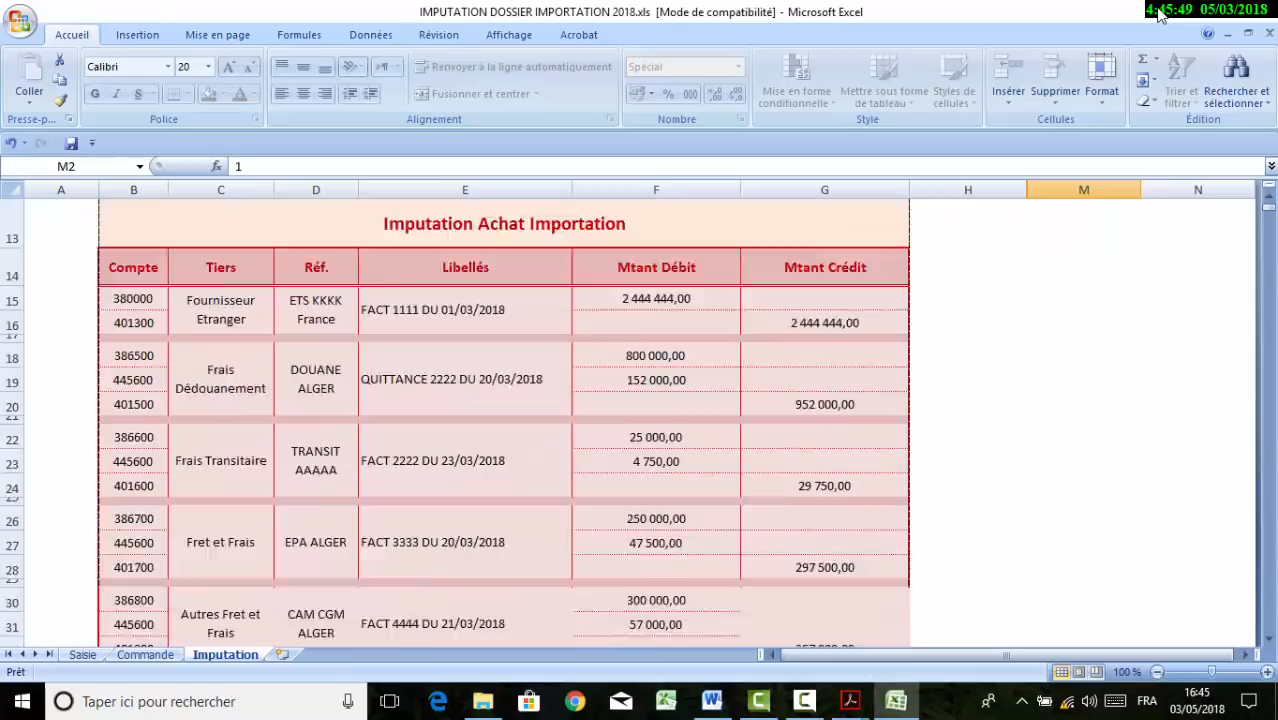 IMPUTATION DOSSIER IMPORTATION 2018.xls [Mode de compatibilité] - Microsoft Excel
4:45:49 05/03/2018
Accueil Insertion Mise en page Formules Données Révision Affichage Acrobat
Coller
Calibri 20
Renvoyer à la ligne automatiquement
Spécial
G I S
Fusionner et centrer
% 000
Mise en forme conditionnelle
Mettre sous forme de tableau
Styles de cellules
Insérer Supprimer Format
Trier et filtrer
Rechercher et sélectionner
Presse-p... Police Alignement Nombre Style Cellules Édition
M2 fx 1
A B C D E F G H M N
13 Imputation Achat Importation
14 Compte Tiers Réf. Libellés Mtant Débit Mtant Crédit
15 380000 Fournisseur Etranger ETS KKKK France FACT 1111 DU 01/03/2018 2 444 444,00
16 401300 2 444 444,00
17
18 386500 Frais Dédouanement DOUANE ALGER QUITTANCE 2222 DU 20/03/2018 800 000,00
19 445600 152 000,00
20 401500 952 000,00
21
22 386600 Frais Transitaire TRANSIT AAAAA FACT 2222 DU 23/03/2018 25 000,00
23 445600 4 750,00
24 401600 29 750,00
25
26 386700 Fret et Frais EPA ALGER FACT 3333 DU 20/03/2018 250 000,00
27 445600 47 500,00
28 401700 297 500,00
29
30 386800 Autres Fret et Frais CAM CGM ALGER FACT 4444 DU 21/03/2018 300 000,00
31 445600 57 000,00
Saisie Commande Imputation
Prêt 100 %
Taper ici pour rechercher
FRA
16:45
03/05/2018